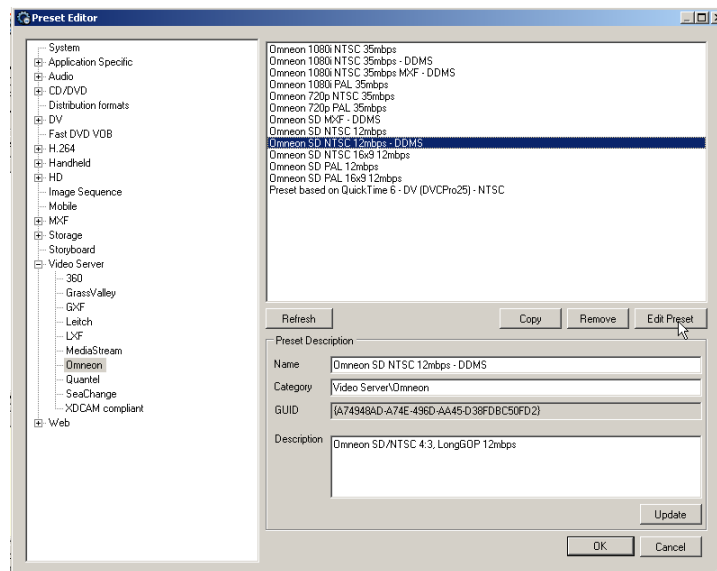 Preset Editor
System
Application Specific
Audio
CD/DVD
Distribution formats
DV
Fast DVD VOB
H.264
Handheld
HD
Image Sequence
Mobile
MXF
Storage
Storyboard
Video Server
360
GrassValley
GXF
Leitch
LXF
MediaStream
Omneon
Quantel
SeaChange
XDCAM compliant
Web
Omneon 1080i NTSC 35mbps
Omneon 1080i NTSC 35mbps - DDMS
Omneon 1080i NTSC 35mbps MXF - DDMS
Omneon 1080i PAL 35mbps
Omneon 720p NTSC 35mbps
Omneon 720p PAL 35mbps
Omneon SD MXF - DDMS
Omneon SD NTSC 12mbps
Omneon SD NTSC 12mbps - DDMS
Omneon SD NTSC 16x9 12mbps
Omneon SD PAL 12mbps
Omneon SD PAL 16x9 12mbps
Preset based on QuickTime 6 - DV (DVCPro25) - NTSC
Refresh Copy Remove Edit Preset
Preset Description
Name Omneon SD NTSC 12mbps - DDMS
Category Video Server\Omneon
GUID {A74948AD-A74E-496D-AA45-D38FDBC50FD2}
Description Omneon SD/NTSC 4:3, LongGOP 12mbps
Update
OK Cancel